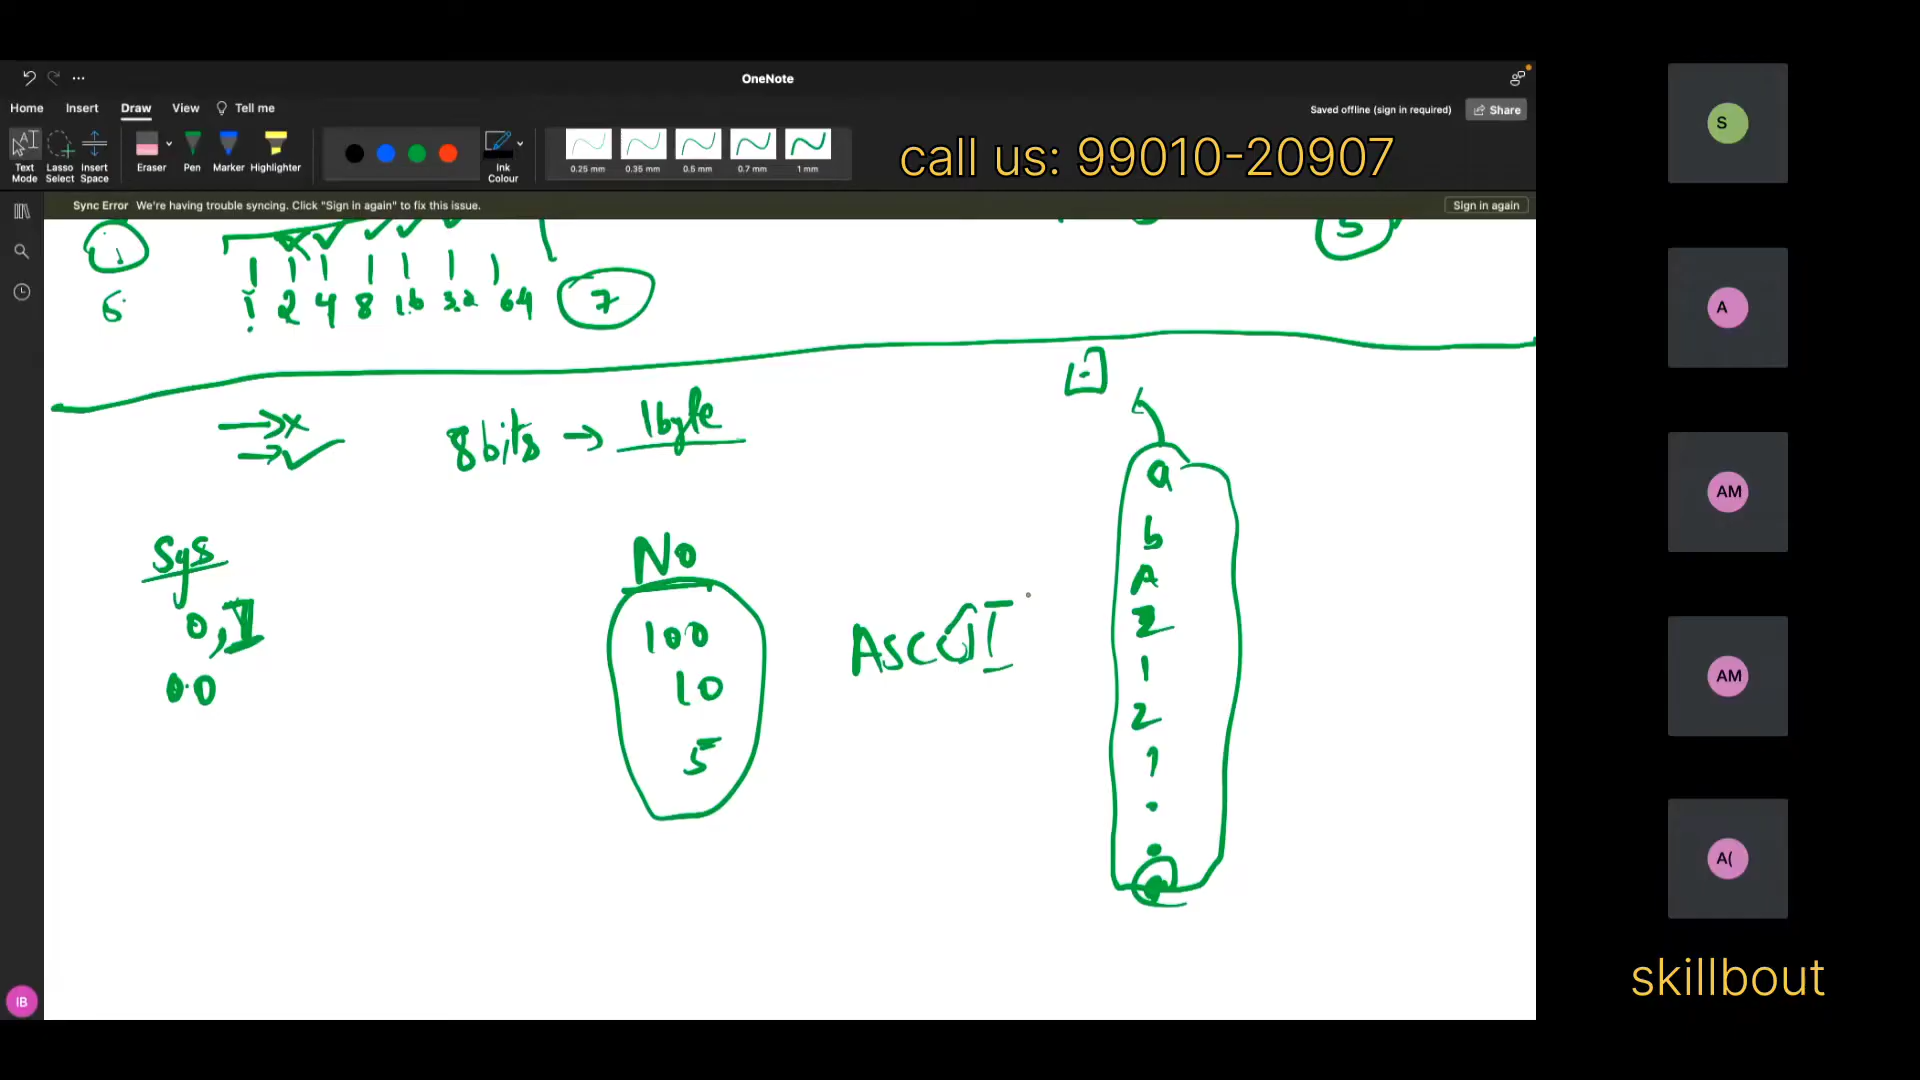 OneNote
Home Insert Draw View Tell me
Saved offline (sign in required) Share
Text Mode
Lasso Select
Insert Space
Eraser
Pen
Marker
Highlighter
Ink Colour
0.25 mm
0.35 mm
0.5 mm
0.7 mm
1 mm
call us: 99010-20907
Sync Error We're having trouble syncing. Click "Sign in again" to fix this issue.
Sign in again
5
6 1 2 4 8 16 32 64 7
8 bits → 1 byte
Sys
0, 1
0.0
No
100
10
5
ASCII
a
b
A
Z
1
2
?
.
S
A
AM
AM
A(
IB
skillbout